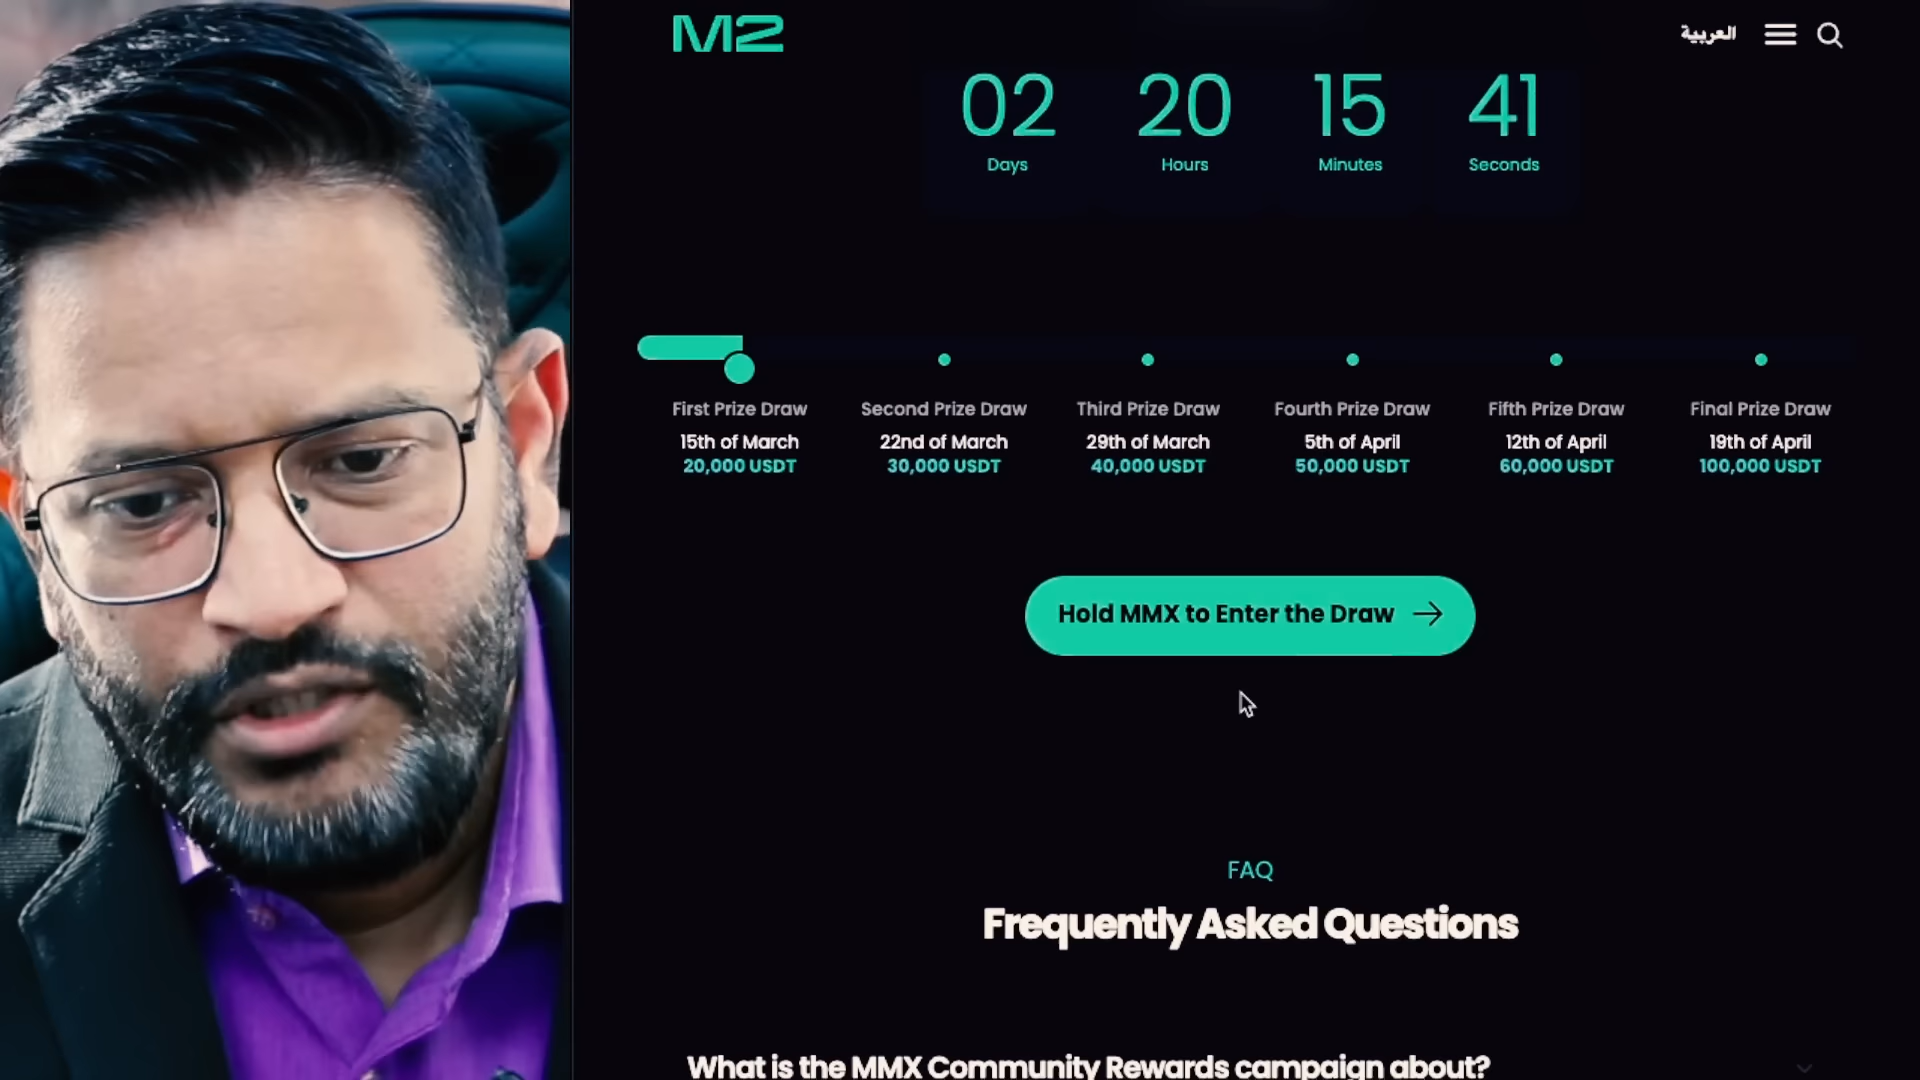 M2
العربية
02 20 15 41
Days Hours Minutes Seconds
First Prize Draw
15th of March
20,000 USDT
Second Prize Draw
22nd of March
30,000 USDT
Third Prize Draw
29th of March
40,000 USDT
Fourth Prize Draw
5th of April
50,000 USDT
Fifth Prize Draw
12th of April
60,000 USDT
Final Prize Draw
19th of April
100,000 USDT
Hold MMX to Enter the Draw
FAQ
Frequently Asked Questions
What is the MMX Community Rewards campaign about?